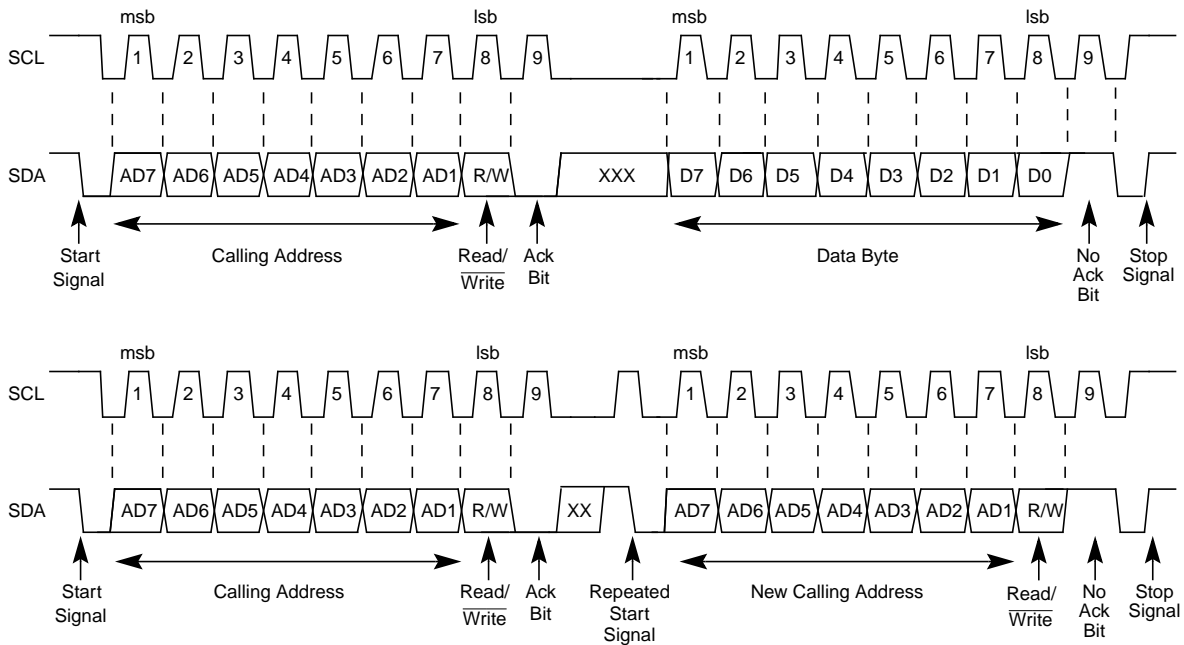 msb lsb msb lsb
SCL 1 2 3 4 5 6 7 8 9 1 2 3 4 5 6 7 8 9
SDA AD7 AD6 AD5 AD4 AD3 AD2 AD1 R/W XXX D7 D6 D5 D4 D3 D2 D1 D0
Start Signal
Calling Address
Read/ Write
Ack Bit
Data Byte
No Ack Bit
Stop Signal
msb lsb msb lsb
SCL 1 2 3 4 5 6 7 8 9 1 2 3 4 5 6 7 8 9
SDA AD7 AD6 AD5 AD4 AD3 AD2 AD1 R/W XX AD7 AD6 AD5 AD4 AD3 AD2 AD1 R/W
Start Signal
Calling Address
Read/ Write
Ack Bit
Repeated Start Signal
New Calling Address
Read/ Write
No Ack Bit
Stop Signal